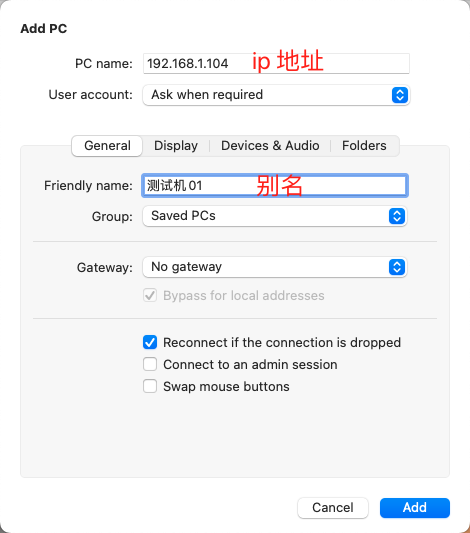 Add PC
PC name: 192.168.1.104 ip 地址
User account: Ask when required
General Display Devices & Audio Folders
Friendly name: 测试机01 别名
Group: Saved PCs
Gateway: No gateway
Bypass for local addresses
Reconnect if the connection is dropped
Connect to an admin session
Swap mouse buttons
Cancel Add